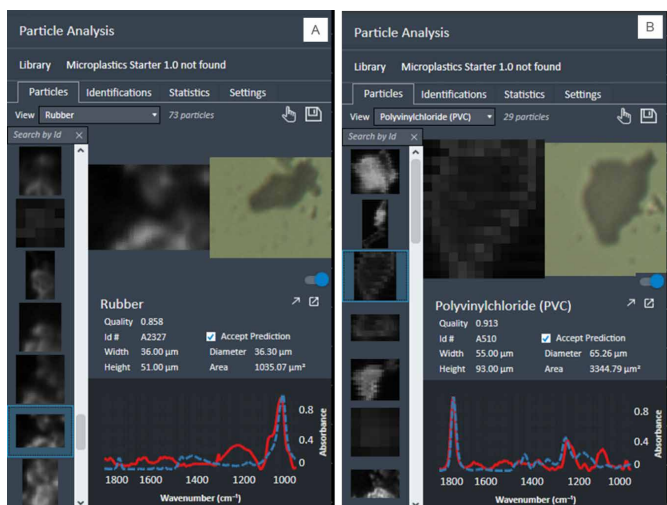 Particle Analysis
A
Library Microplastics Starter 1.0 not found
Particles Identifications Statistics Settings
View Rubber 73 particles
Search by Id ×
Rubber
Quality 0.858
Id # A2327 Accept Prediction
Width 36.00 µm Diameter 36.30 µm
Height 51.00 µm Area 1035.07 µm²
0.8
0.4
0
Absorbance
1800 1600 1400 1200 1000
Wavenumber (cm⁻¹)
Particle Analysis
B
Library Microplastics Starter 1.0 not found
Particles Identifications Statistics Settings
View Polyvinylchloride (PVC) 29 particles
Search by Id ×
Polyvinylchloride (PVC)
Quality 0.913
Id # A510 Accept Prediction
Width 55.00 µm Diameter 65.26 µm
Height 93.00 µm Area 3344.79 µm²
0.8
0.4
0
Absorbance
1800 1600 1400 1200 1000
Wavenumber (cm⁻¹)